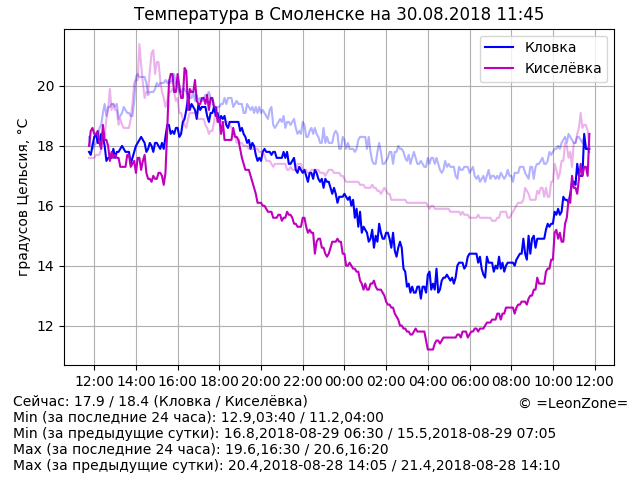 Температура в Смоленске на 30.08.2018 11:45
Кловка
Киселёвка
градусов Цельсия, °C
20
18
16
14
12
12:00 14:00 16:00 18:00 20:00 22:00 00:00 02:00 04:00 06:00 08:00 10:00 12:00
Сейчас: 17.9 / 18.4 (Кловка / Киселёвка)
© =LeonZone=
Min (за последние 24 часа): 12.9,03:40 / 11.2,04:00
Min (за предыдущие сутки): 16.8,2018-08-29 06:30 / 15.5,2018-08-29 07:05
Max (за последние 24 часа): 19.6,16:30 / 20.6,16:20
Max (за предыдущие сутки): 20.4,2018-08-28 14:05 / 21.4,2018-08-28 14:10